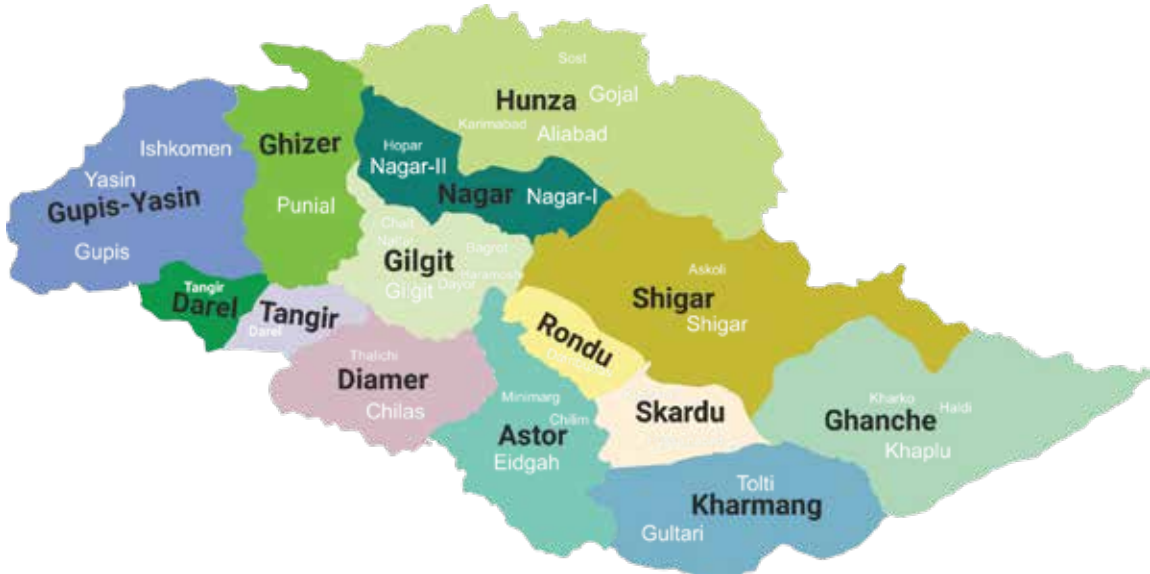 Sost
Hunza
Gojal
Karimabad
Aliabad
Ghizer
Ishkomen
Hopar
Nagar-II
Yasin
Nagar
Nagar-I
Gupis-Yasin
Punial
Gupis
Chalt
Bagrot
Gilgit
Haramosh
Gilgit
Dayor
Askoli
Shigar
Shigar
Tangir
Darel
Tangir
Darel
Rondu
Thalichi
Diamer
Chilas
Minimarg
Chilim
Astor
Eidgah
Skardu
Kharko
Haldi
Ghanche
Khaplu
Tolti
Kharmang
Gultari